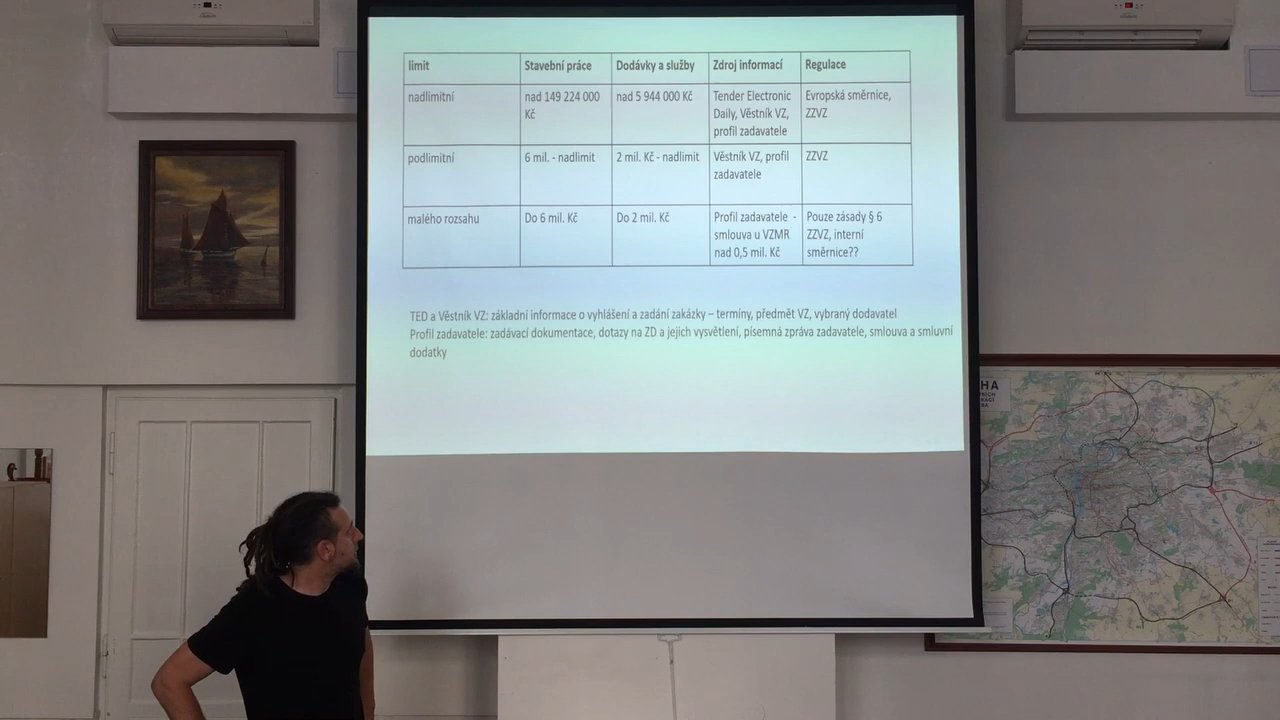 limit Stavební práce Dodávky a služby Zdroj informací Regulace
nadlimitní
nad 149 224 000
Kč
nad 5 944 000 Kč
Tender Electronic
Daily, Věstník VZ,
profil zadavatele
Evropská směrnice,
ZZVZ
podlimitní
6 mil. - nadlimit
2 mil. Kč - nadlimit
Věstník VZ, profil
zadavatele
ZZVZ
malého rozsahu
Do 6 mil. Kč
Do 2 mil. Kč
Profil zadavatele -
smlouva u VZMR
nad 0,5 mil. Kč
Pouze zásady § 6
ZZVZ, interní
směrnice??
TED a Věstník VZ: základní informace o vyhlášení a zadání zakázky – termíny, předmět VZ, vybraný dodavatel
Profil zadavatele: zadávací dokumentace, dotazy na ZD a jejich vysvětlení, písemná zpráva zadavatele, smlouva a smluvní
dodatky
HA